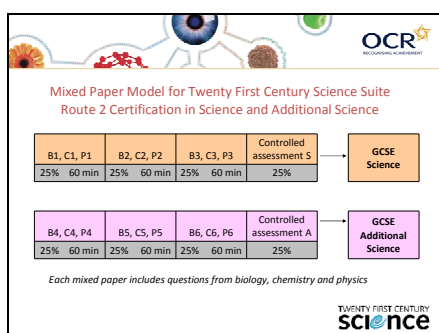 OCR
RECOGNISING ACHIEVEMENT
Mixed Paper Model for Twenty First Century Science Suite
Route 2 Certification in Science and Additional Science
B1, C1, P1
B2, C2, P2
B3, C3, P3
Controlled
assessment S
25% 60 min
25% 60 min
25% 60 min
25%
GCSE
Science
B4, C4, P4
B5, C5, P5
B6, C6, P6
Controlled
assessment A
25% 60 min
25% 60 min
25% 60 min
25%
GCSE
Additional
Science
Each mixed paper includes questions from biology, chemistry and physics
TWENTY FIRST CENTURY
science